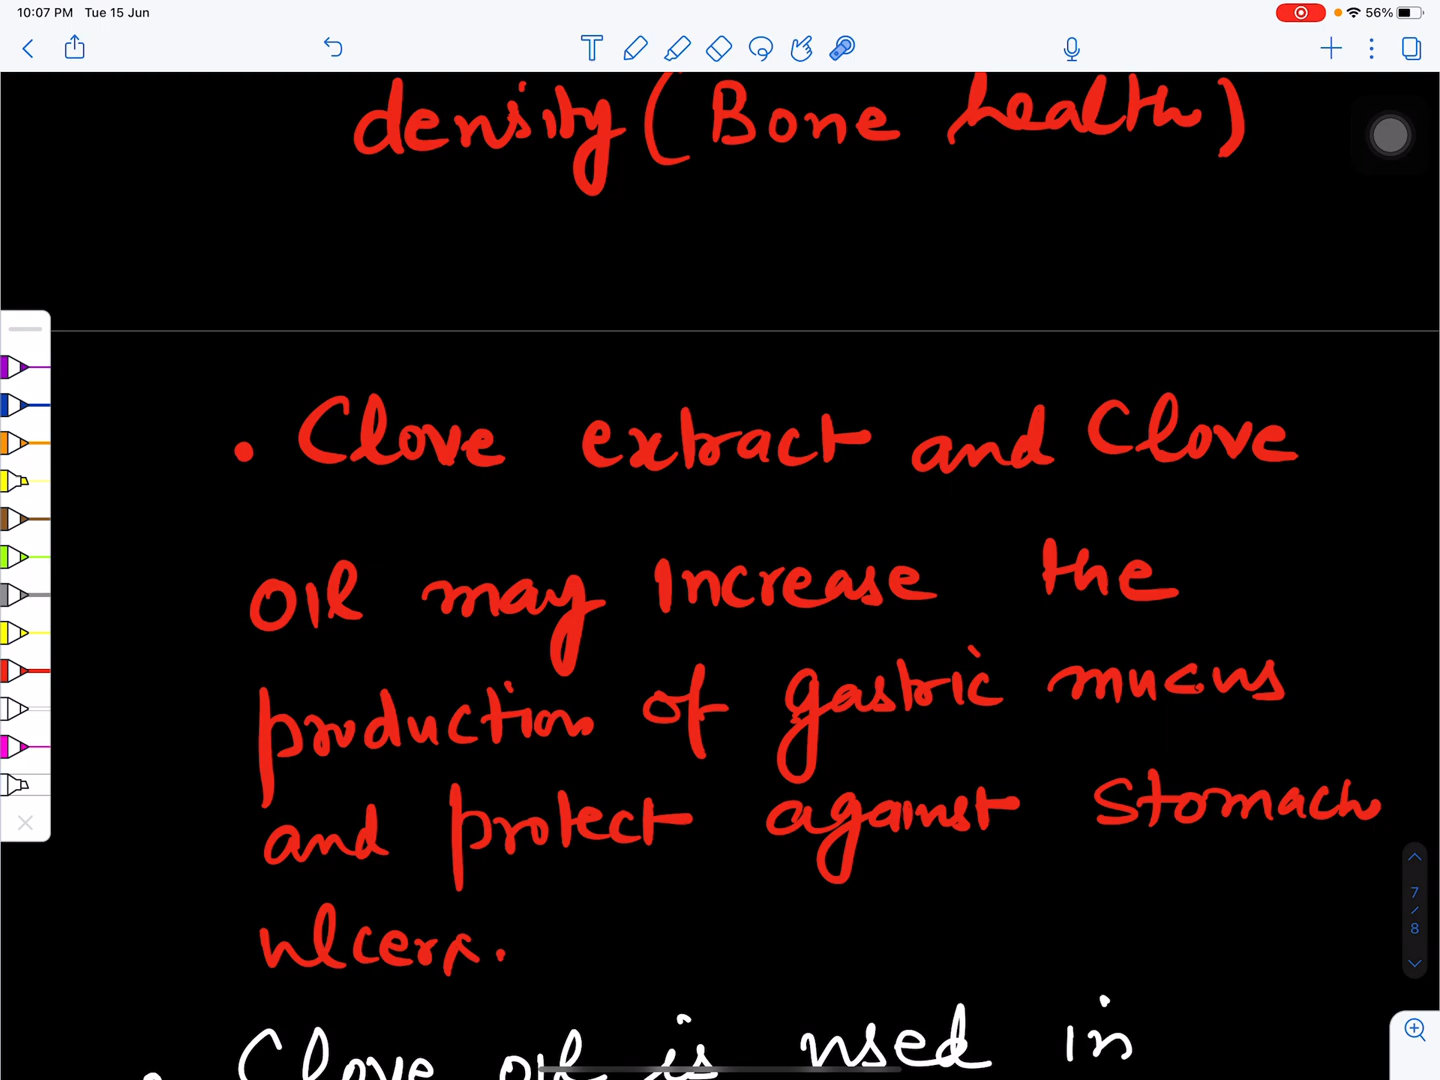 10:07 PM Tue 15 Jun
56%
density (Bone health)
• Clove extract and Clove
oil may increase the
production of gastric mucus
and protect against stomach
ulcers.
• Clove oil is used in
7
/
8